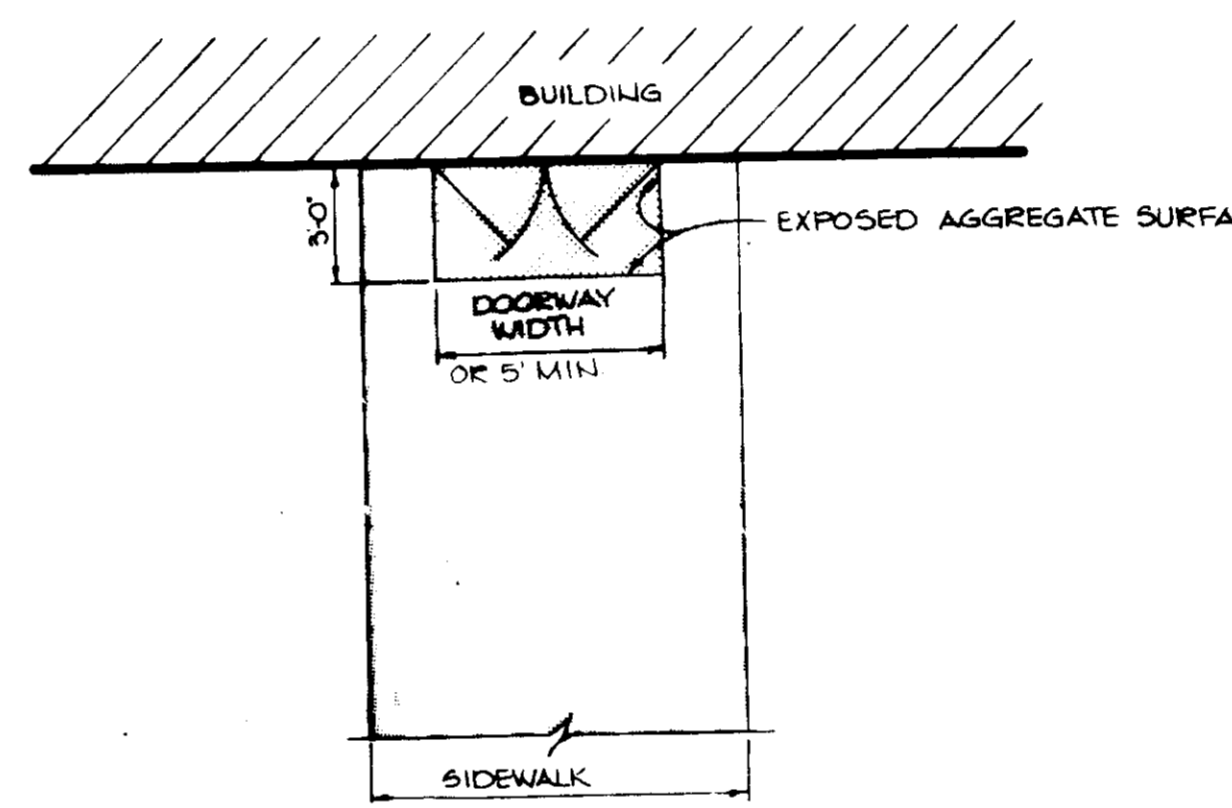 BUILDING
3'-0"
EXPOSED AGGREGATE SURFA
DOORWAY
WIDTH
OR 5' MIN
SIDEWALK